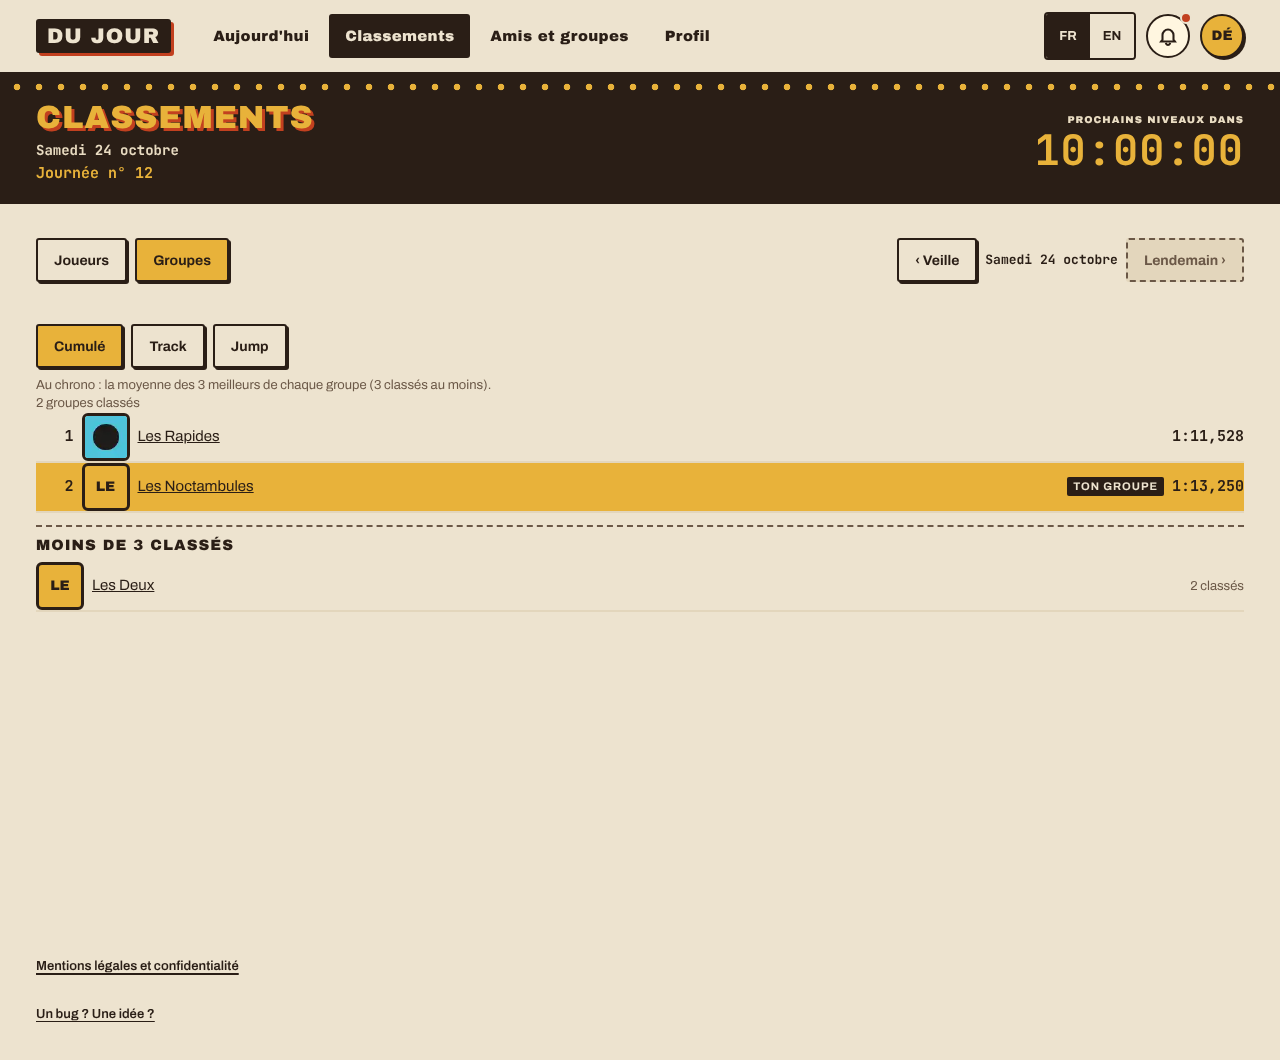 DU JOUR
Aujourd'hui
Classements
Amis et groupes
Profil
FR
EN
DÉ
CLASSEMENTS
Samedi 24 octobre
Journée n° 12
PROCHAINS NIVEAUX DANS
10:00:00
Joueurs
Groupes
‹ Veille
Samedi 24 octobre
Lendemain ›
Cumulé
Track
Jump
Au chrono : la moyenne des 3 meilleurs de chaque groupe (3 classés au moins).
2 groupes classés
1 Les Rapides 1:11,528
2 LE Les Noctambules TON GROUPE 1:13,250
MOINS DE 3 CLASSÉS
LE Les Deux 2 classés
Mentions légales et confidentialité
Un bug ? Une idée ?